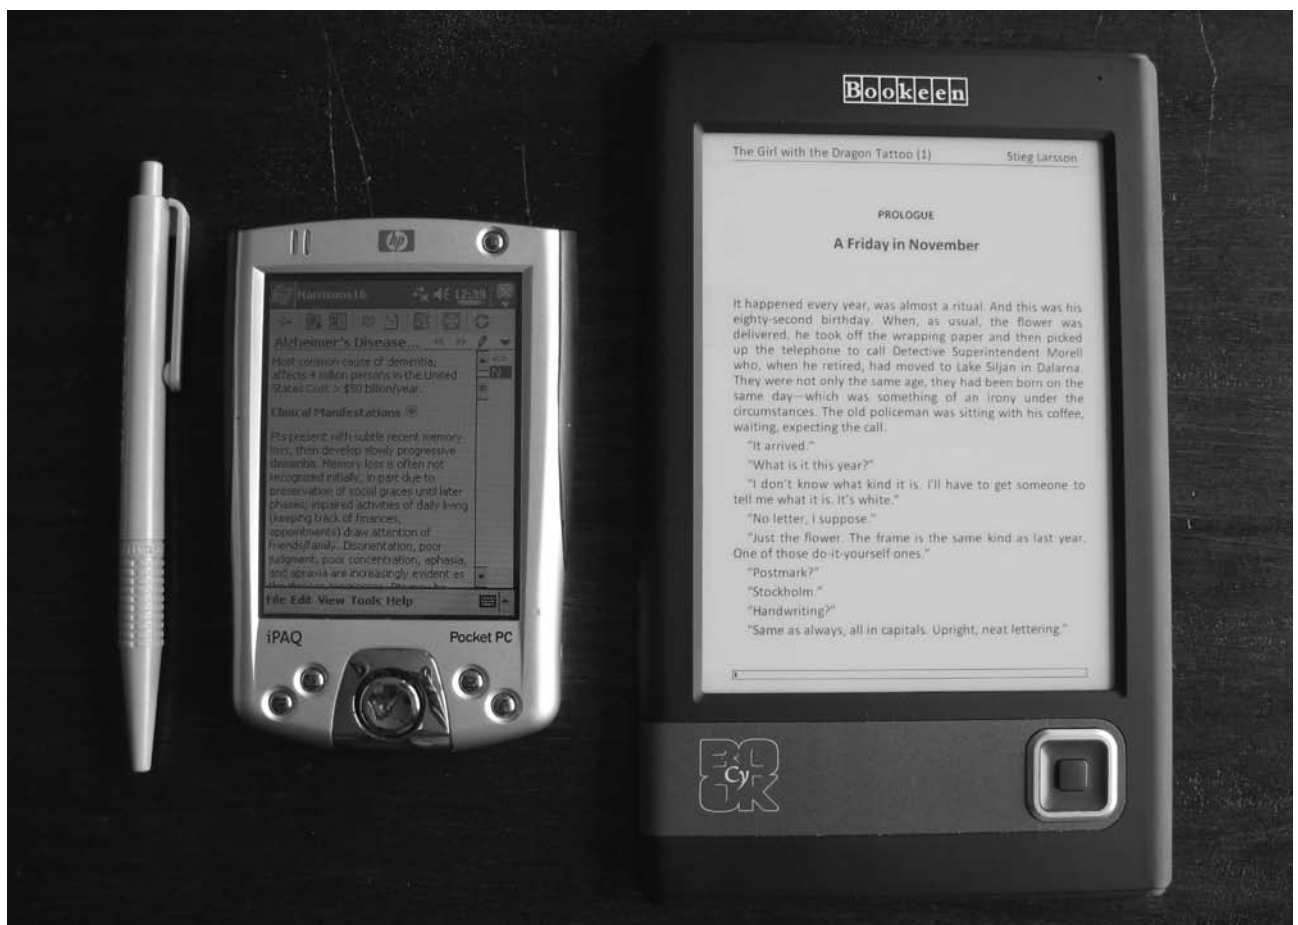 hp
Harrisons16 12:39
Alzheimer's Disease...
Most common cause of dementia;
affects 4 million persons in the United
States Cost > $50 billion/year.
Clinical Manifestations
Pts present with subtle recent memory
loss, then develop slowly progressive
dementia. Memory loss is often not
recognized initially, in part due to
preservation of social graces until later
phases; impaired activities of daily living
(keeping track of finances,
appointments) draw attention of
friends/family. Disorientation, poor
judgment, poor concentration, aphasia,
and apraxia are increasingly evident as
File Edit View Tools Help
iPAQ Pocket PC
Bookeen
The Girl with the Dragon Tattoo (1) Stieg Larsson
PROLOGUE
A Friday in November
It happened every year, was almost a ritual. And this was his
eighty-second birthday. When, as usual, the flower was
delivered, he took off the wrapping paper and then picked
up the telephone to call Detective Superintendent Morell
who, when he retired, had moved to Lake Siljan in Dalarna.
They were not only the same age, they had been born on the
same day—which was something of an irony under the
circumstances. The old policeman was sitting with his coffee,
waiting, expecting the call.
"It arrived."
"What is it this year?"
"I don't know what kind it is. I'll have to get someone to
tell me what it is. It's white."
"No letter, I suppose."
"Just the flower. The frame is the same kind as last year.
One of those do-it-yourself ones."
"Postmark?"
"Stockholm."
"Handwriting?"
"Same as always, all in capitals. Upright, neat lettering."
BO
Cy
OK